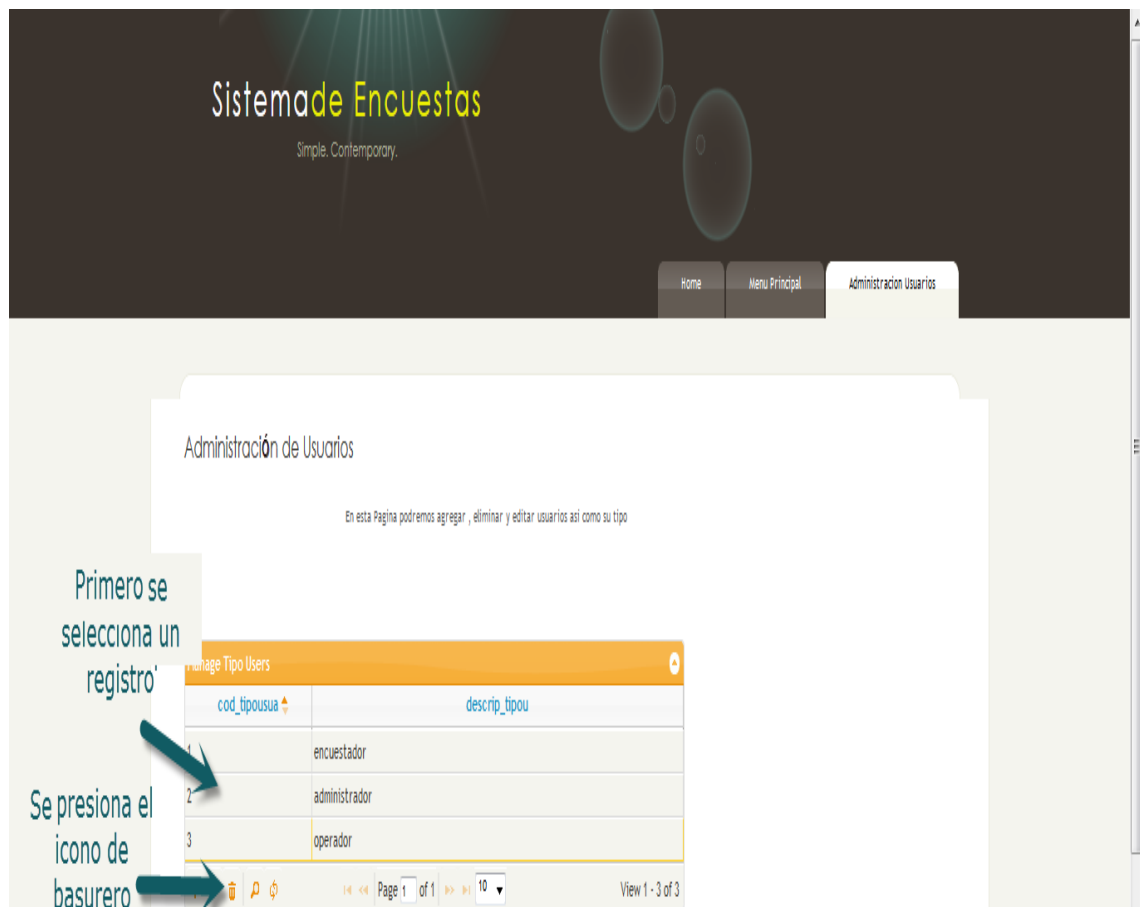 Sistemade Encuestas
Simple. Contemporary.
Home
Menu Principal
Administracion Usuarios
Administración de Usuarios
En esta Pagina podremos agregar , eliminar y editar usuarios asi como su tipo
Primero se
selecciona un
registro
Manage Tipo Users
cod_tipousua
descrip_tipou
1
encuestador
2
administrador
3
operador
Se presiona el
icono de
basurero
Page 1 of 1
10
View 1 - 3 of 3